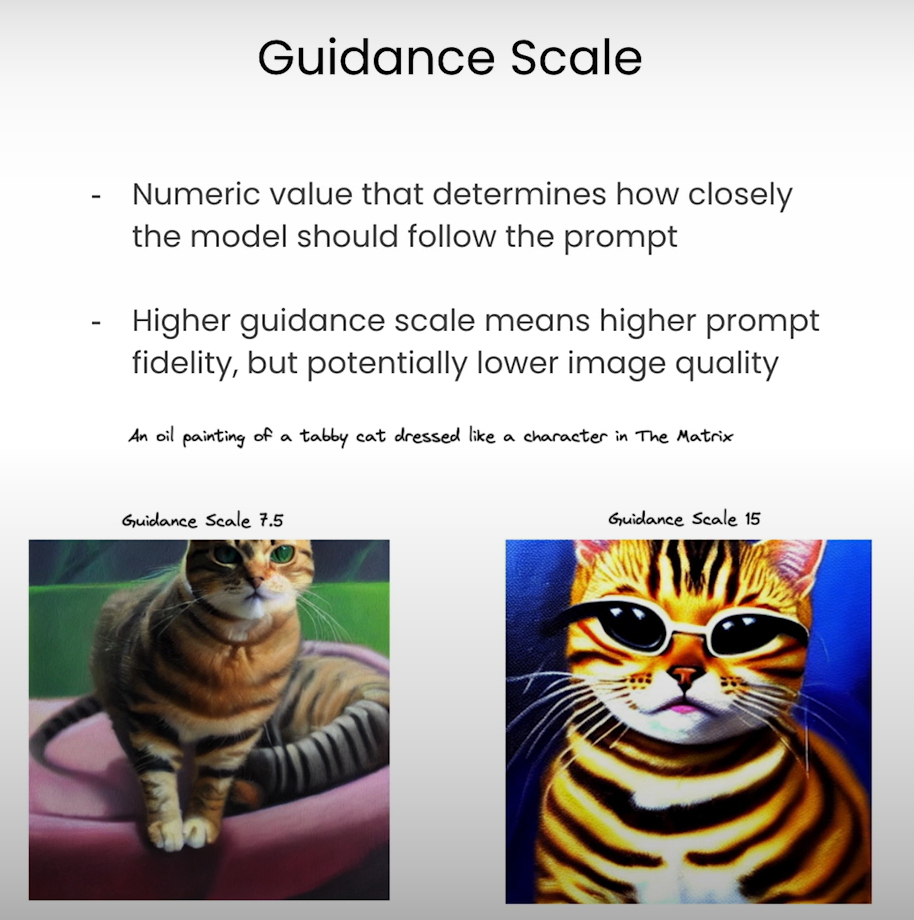 Guidance Scale
- Numeric value that determines how closely
the model should follow the prompt
- Higher guidance scale means higher prompt
fidelity, but potentially lower image quality
An oil painting of a tabby cat dressed like a character in The Matrix
Guidance Scale 7.5
Guidance Scale 15